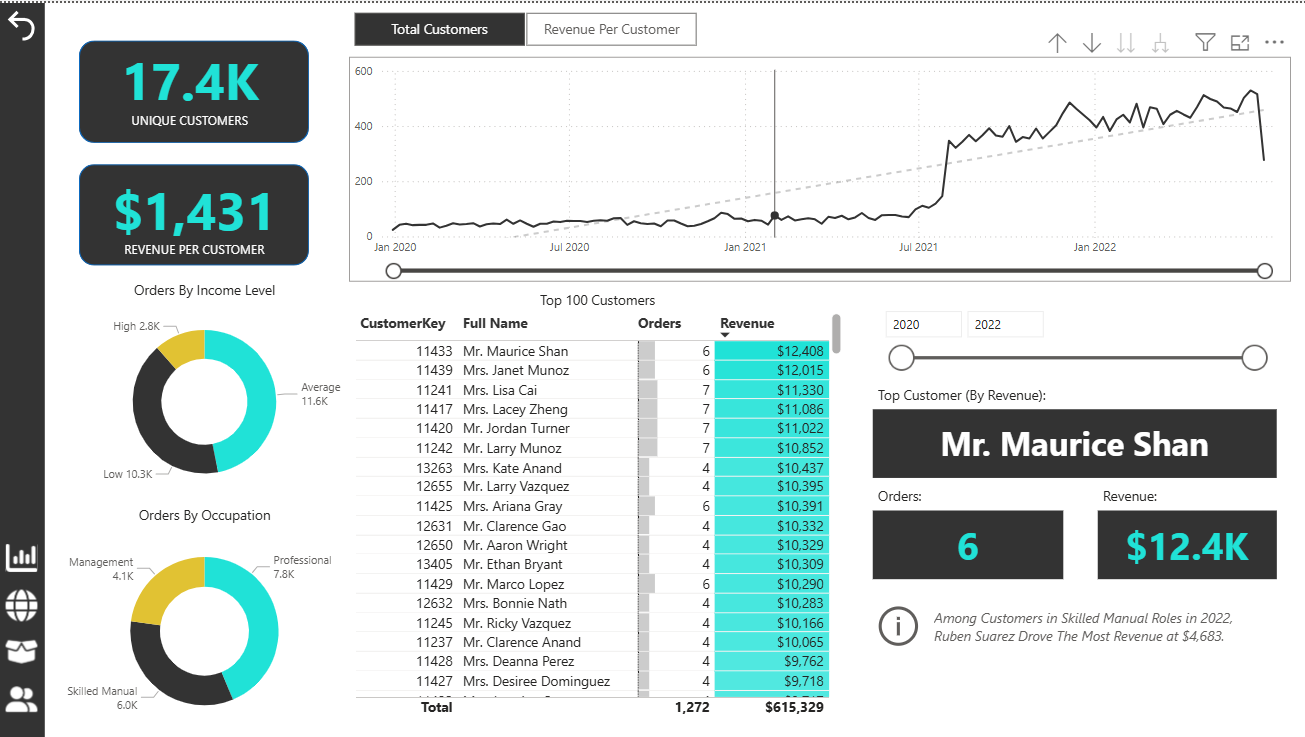 Total Customers
Revenue Per Customer
17.4K
UNIQUE CUSTOMERS
$1,431
REVENUE PER CUSTOMER
600
400
200
0
Jan 2020
Jul 2020
Jan 2021
Jul 2021
Jan 2022
Orders By Income Level
High 2.8K
Average
11.6K
Low 10.3K
Orders By Occupation
Management
4.1K
Professional
7.8K
Skilled Manual
6.0K
Top 100 Customers
CustomerKey Full Name Orders Revenue
11433 Mr. Maurice Shan 6 $12,408
11439 Mrs. Janet Munoz 6 $12,015
11241 Mrs. Lisa Cai 7 $11,330
11417 Mrs. Lacey Zheng 7 $11,086
11420 Mr. Jordan Turner 7 $11,022
11242 Mr. Larry Munoz 7 $10,852
13263 Mrs. Kate Anand 4 $10,437
12655 Mr. Larry Vazquez 4 $10,395
11425 Mrs. Ariana Gray 6 $10,391
12631 Mr. Clarence Gao 4 $10,332
12650 Mr. Aaron Wright 4 $10,329
13405 Mr. Ethan Bryant 4 $10,309
11429 Mr. Marco Lopez 6 $10,290
12632 Mrs. Bonnie Nath 4 $10,283
11245 Mr. Ricky Vazquez 4 $10,166
11237 Mr. Clarence Anand 4 $10,065
11428 Mrs. Deanna Perez 4 $9,762
11427 Mrs. Desiree Dominguez 4 $9,718
Total 1,272 $615,329
2020
2022
Top Customer (By Revenue):
Mr. Maurice Shan
Orders:
Revenue:
6
$12.4K
Among Customers in Skilled Manual Roles in 2022,
Ruben Suarez Drove The Most Revenue at $4,683.